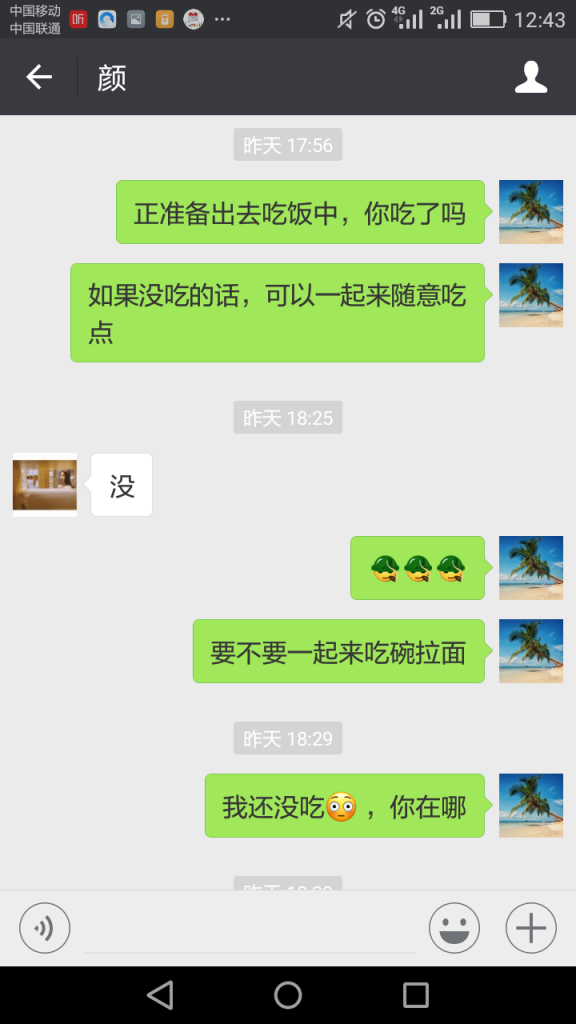 中国移动
中国联通
听
4G
2G
12:43
颜
昨天 17:56
正准备出去吃饭中，你吃了吗
如果没吃的话，可以一起来随意吃
点
昨天 18:25
没
要不要一起来吃碗拉面
昨天 18:29
我还没吃😳，你在哪